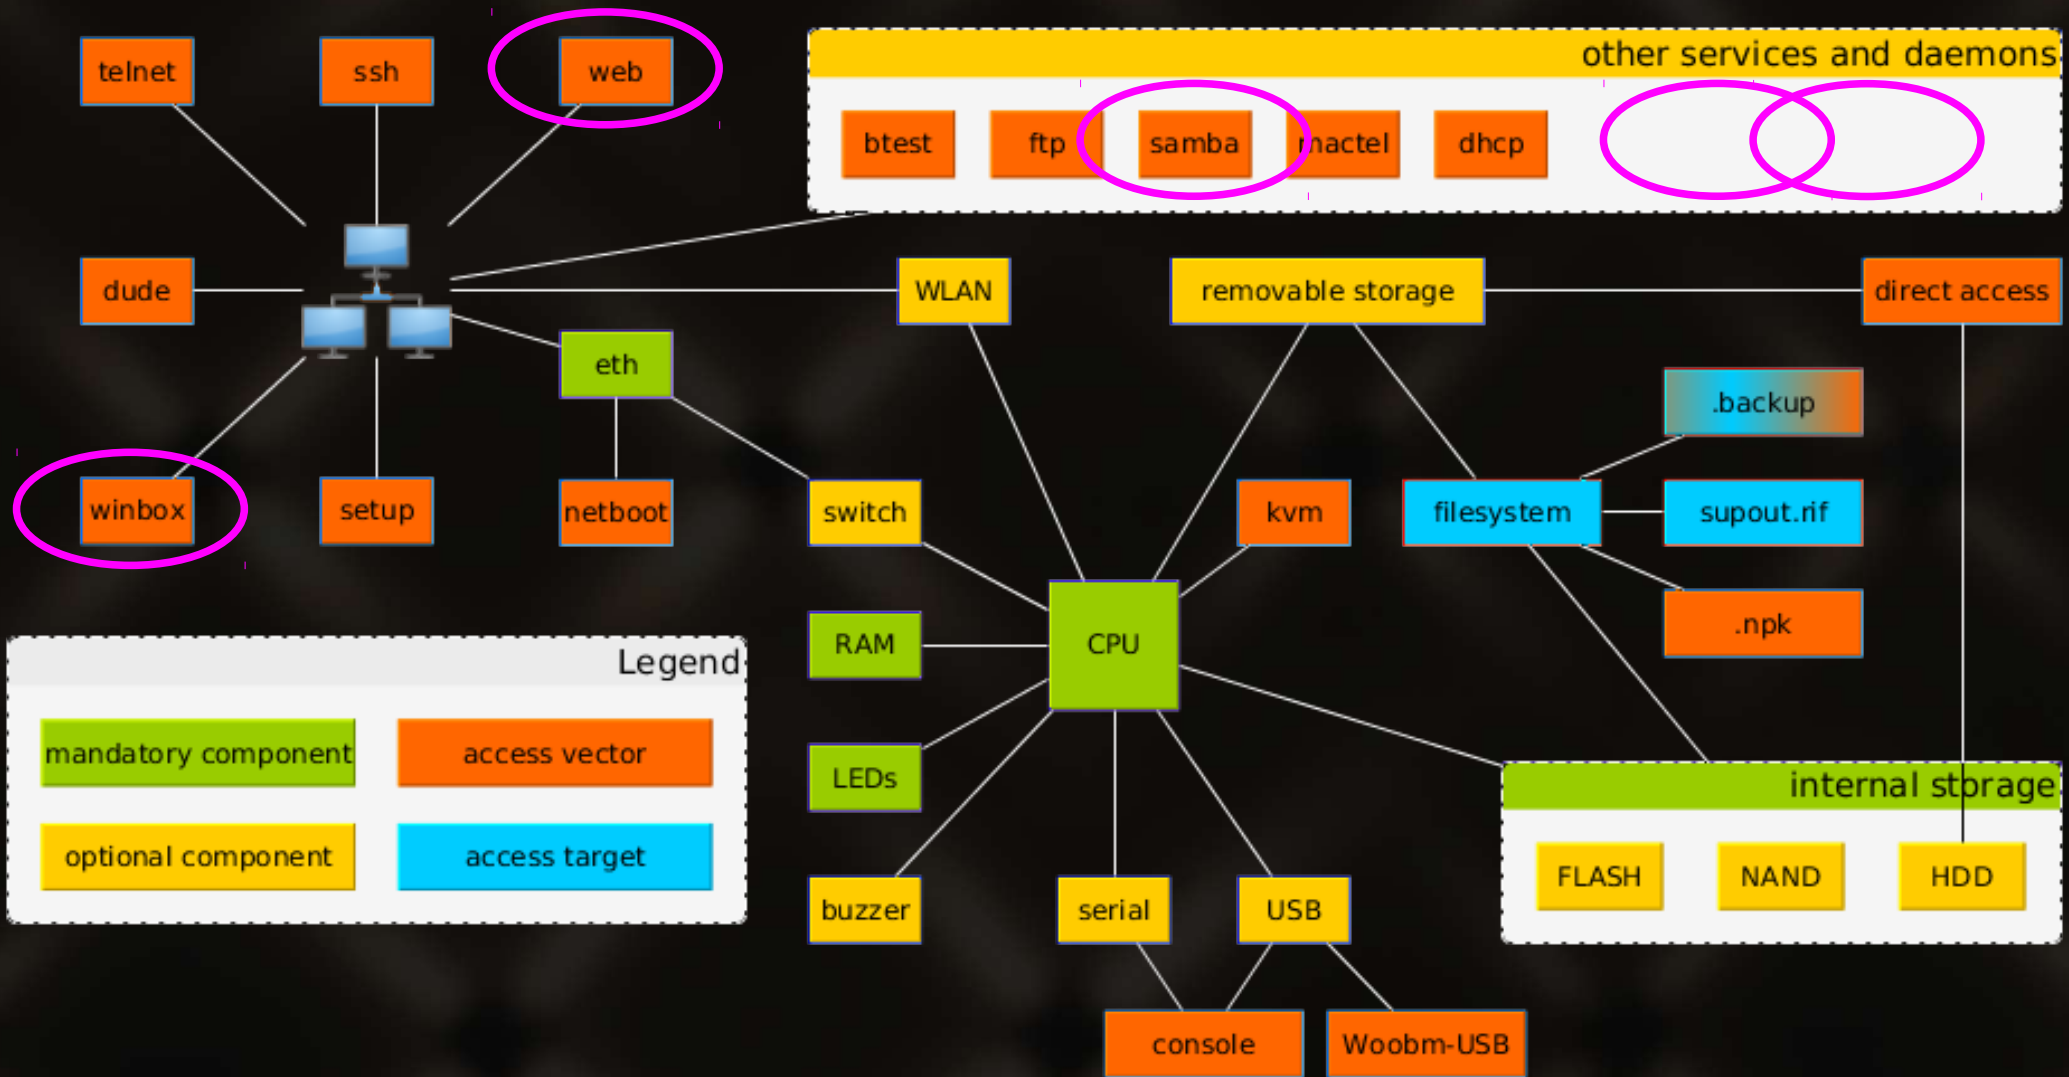 telnet
ssh
web
other services and daemons
btest
ftp
samba
mactel
dhcp
dude
WLAN
removable storage
direct access
eth
.backup
winbox
setup
netboot
switch
kvm
filesystem
supout.rif
RAM
CPU
.npk
Legend
mandatory component
access vector
optional component
access target
LEDs
internal storage
FLASH
NAND
HDD
buzzer
serial
USB
console
Woobm-USB